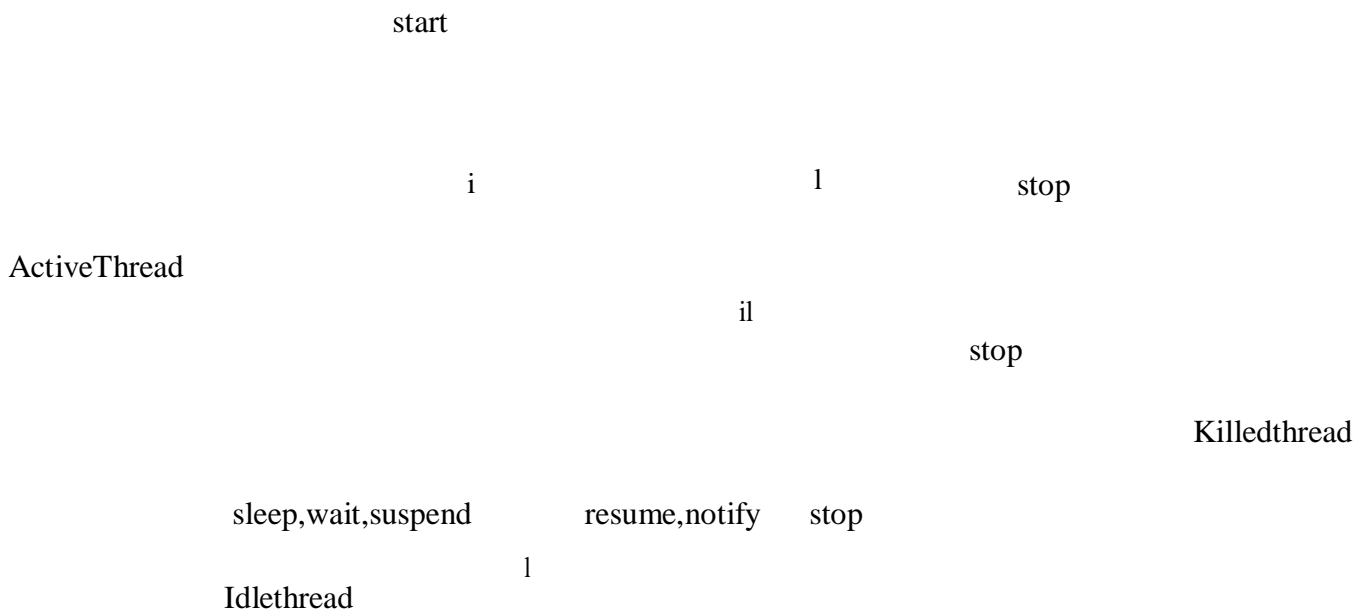 start
i l stop
ActiveThread
il
stop
Killedthread
sleep,wait,suspend resume,notify stop
l
Idlethread